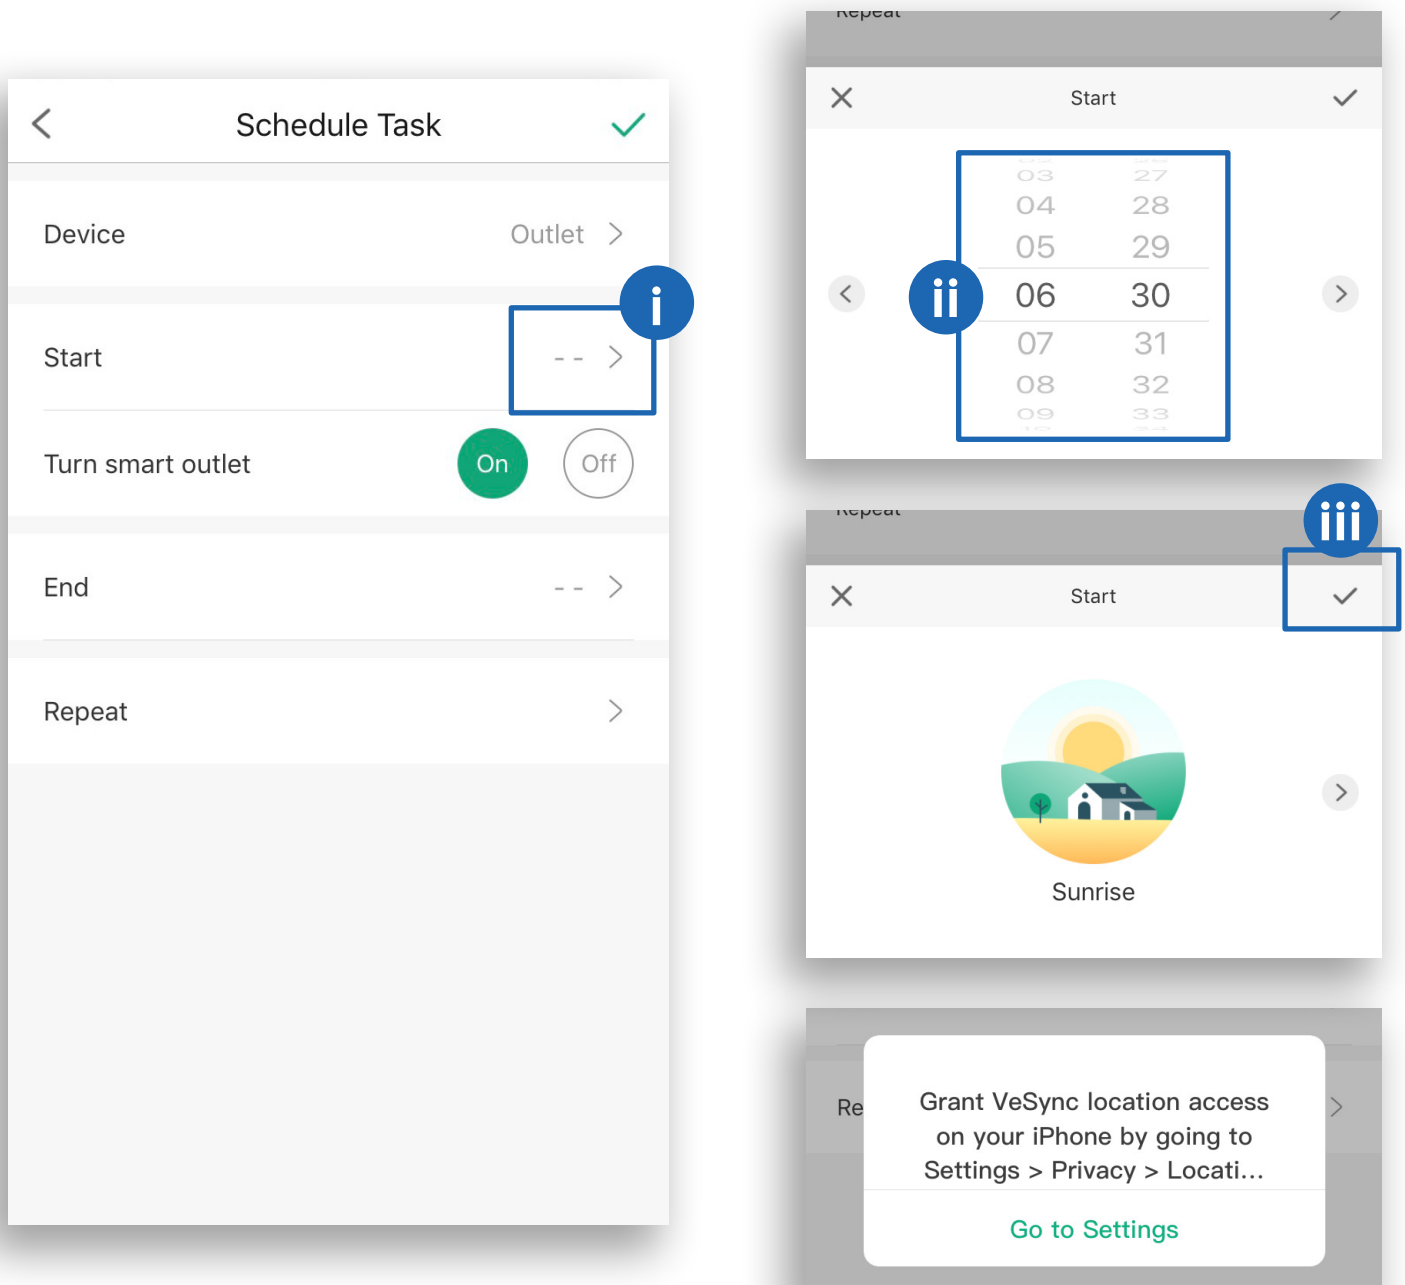 Schedule Task
Device
Outlet
i
Start
- -
Turn smart outlet
On
Off
End
- -
Repeat
Repeat
Start
03 27
04 28
05 29
ii
06 30
07 31
08 32
09 33
Repeat
iii
Start
Sunrise
Re
Grant VeSync location access
on your iPhone by going to
Settings > Privacy > Locati...
Go to Settings